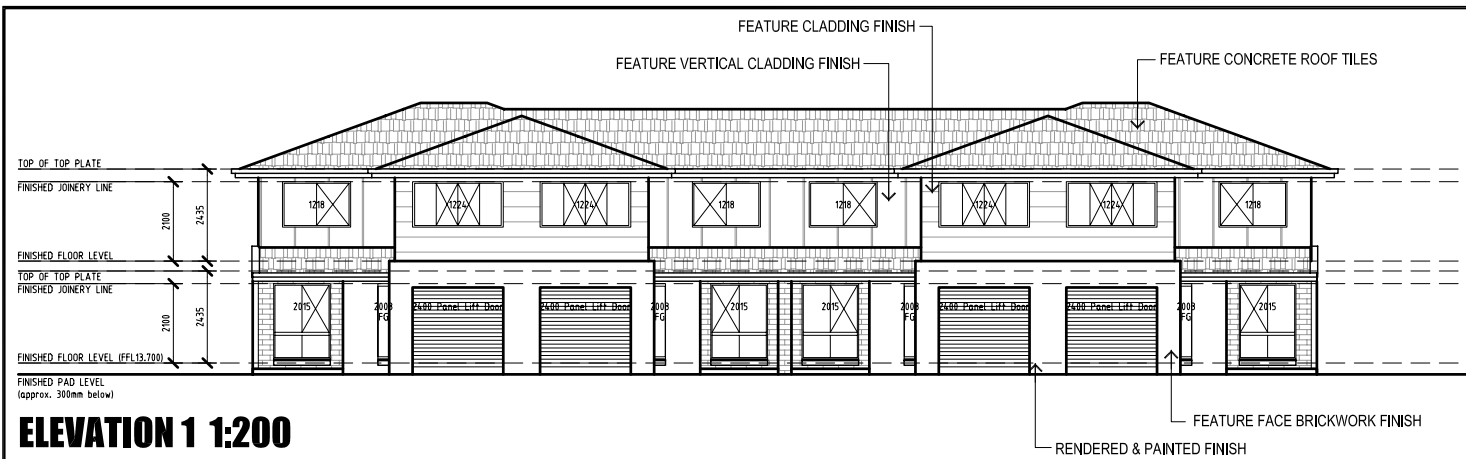 FEATURE CLADDING FINISH
FEATURE VERTICAL CLADDING FINISH
FEATURE CONCRETE ROOF TILES
TOP OF TOP PLATE
FINISHED JOINERY LINE
2100
2435
1218
1224
1224
1218
1218
1224
1224
1218
FINISHED FLOOR LEVEL
TOP OF TOP PLATE
FINISHED JOINERY LINE
2100
2435
2015
2008
FG
2400 Panel Lift Door
2400 Panel Lift Door
2008
FG
2015
2015
2008
FG
2400 Panel Lift Door
2400 Panel Lift Door
2008
FG
2015
FINISHED FLOOR LEVEL (FFL13.700)
FINISHED PAD LEVEL
(approx. 300mm below)
ELEVATION 1 1:200
FEATURE FACE BRICKWORK FINISH
RENDERED & PAINTED FINISH